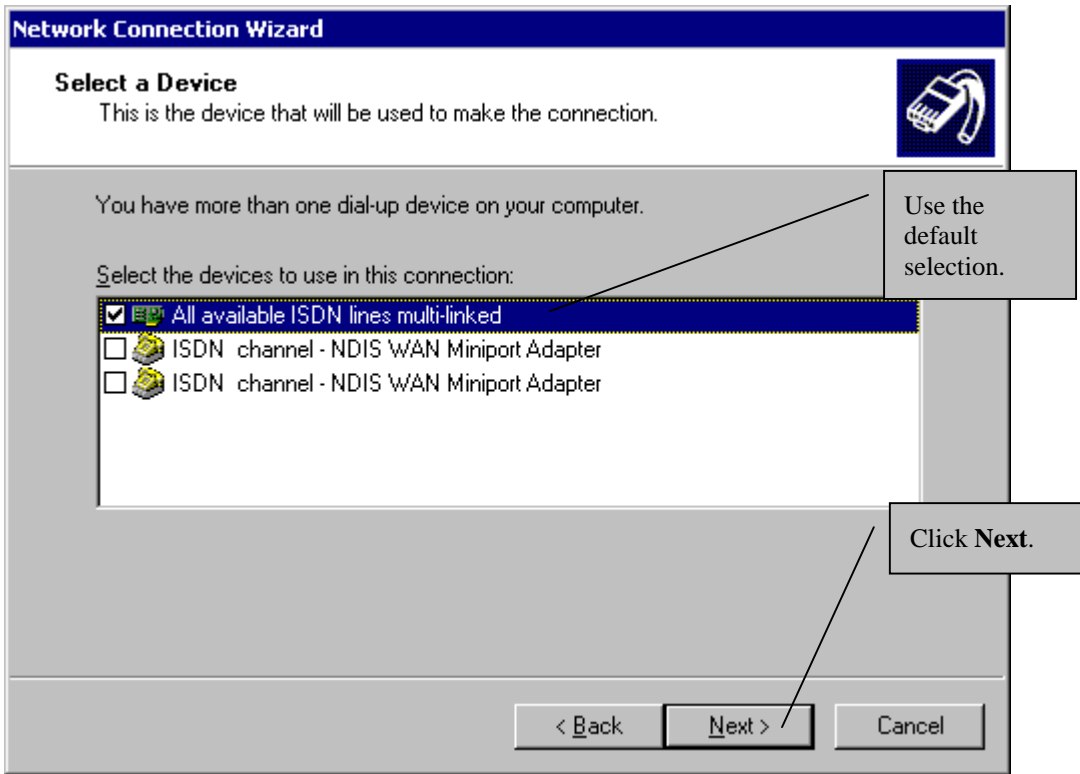 Network Connection Wizard
Select a Device
This is the device that will be used to make the connection.
You have more than one dial-up device on your computer.
Use the
default
selection.
Select the devices to use in this connection:
All available ISDN lines multi-linked
ISDN  channel - NDIS WAN Miniport Adapter
ISDN  channel - NDIS WAN Miniport Adapter
Click Next.
< Back
Next >
Cancel